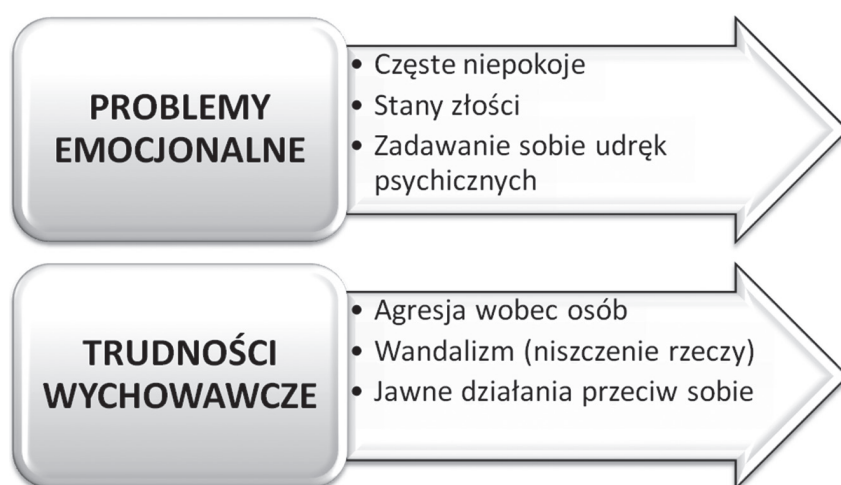 PROBLEMY
EMOCJONALNE
• Częste niepokoje
• Stany złości
• Zadawanie sobie udręk
psychicznych
TRUDNOŚCI
WYCHOWAWCZE
• Agresja wobec osób
• Wandalizm (niszczenie rzeczy)
• Jawne działania przeciw sobie